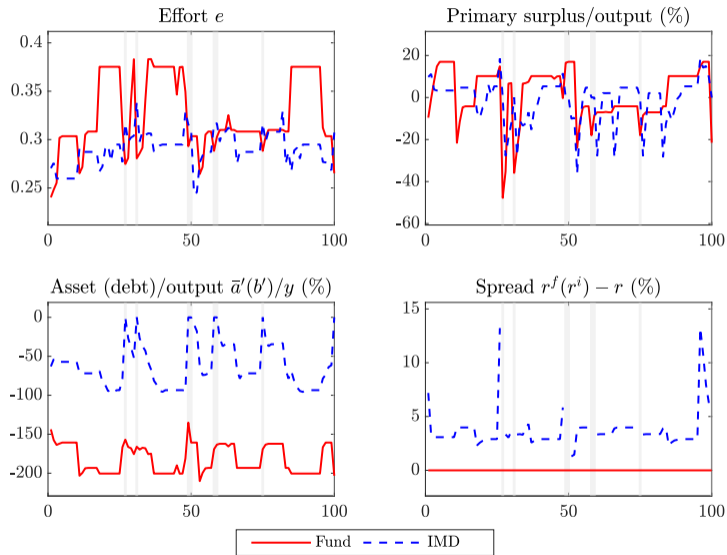 Effort e
0.4
0.35
0.3
0.25
0 50 100
Primary surplus/output (%)
20
0
-20
-40
-60
0 50 100
Asset (debt)/output ā′(b′)/y (%)
0
-50
-100
-150
-200
0 50 100
Spread r^f(r^i) − r (%)
15
10
5
0
0 50 100
Fund IMD